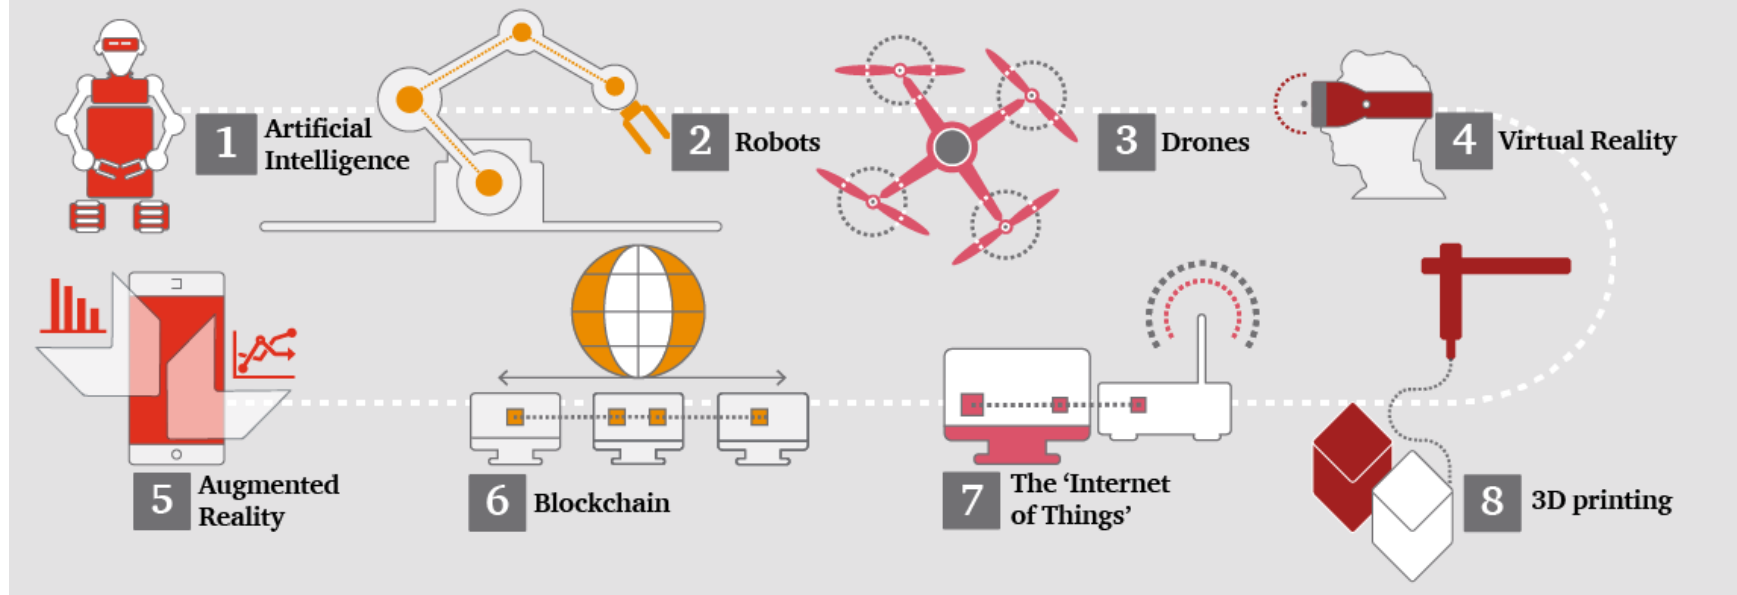 1
Artificial
Intelligence
2
Robots
3
Drones
4
Virtual Reality
5
Augmented
Reality
6
Blockchain
7
The ‘Internet
of Things’
8
3D printing